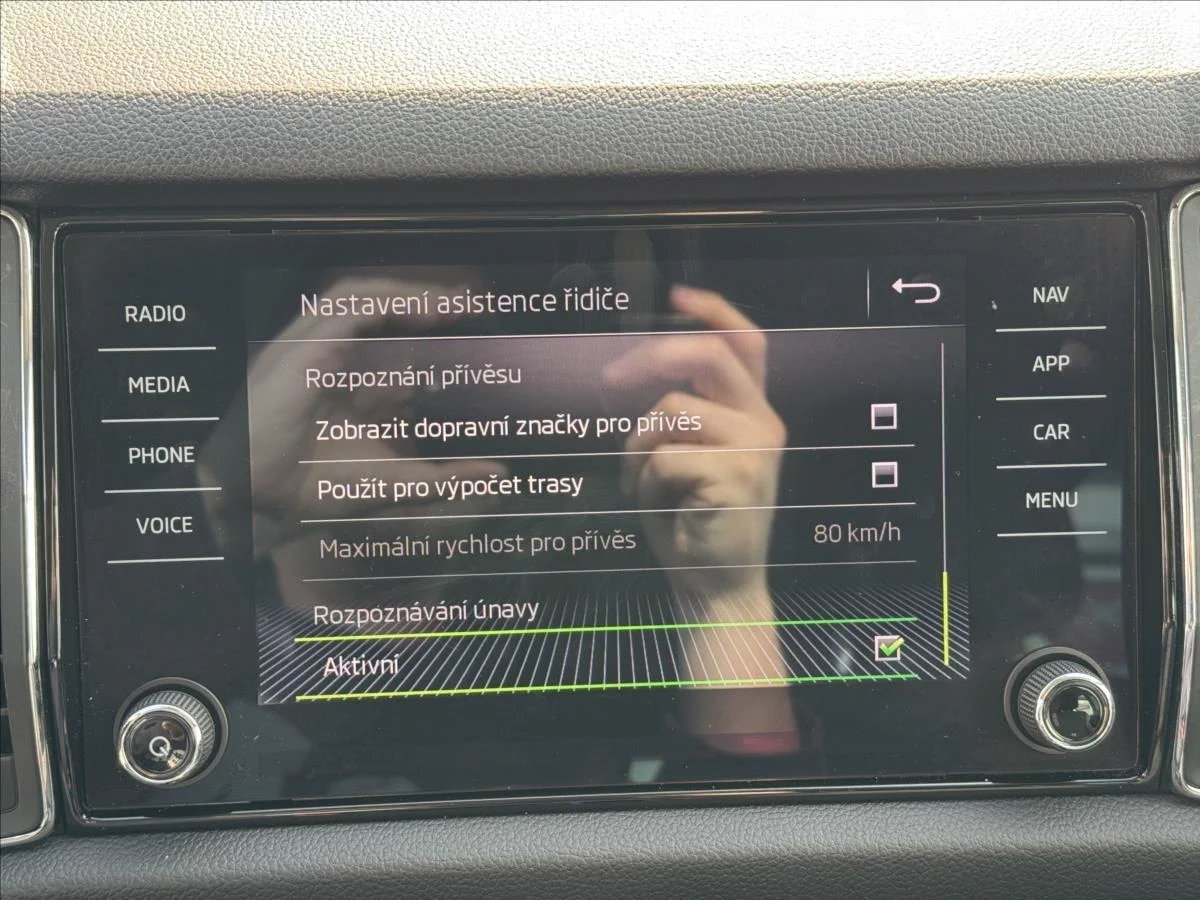 RADIO
MEDIA
PHONE
VOICE
Nastavení asistence řidiče
Rozpoznání přívěsu
Zobrazit dopravní značky pro přívěs
Použít pro výpočet trasy
Maximální rychlost pro přívěs 80 km/h
Rozpoznávání únavy
Aktivní
NAV
APP
CAR
MENU